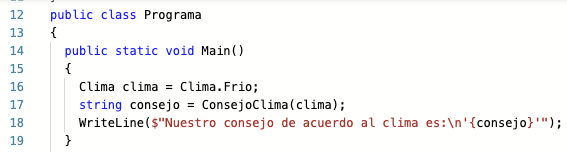 12 public class Programa
13 {
14 public static void Main()
15 {
16 Clima clima = Clima.Frio;
17 string consejo = ConsejoClima(clima);
18 WriteLine($"Nuestro consejo de acuerdo al clima es:\n'{consejo}'");
19 }